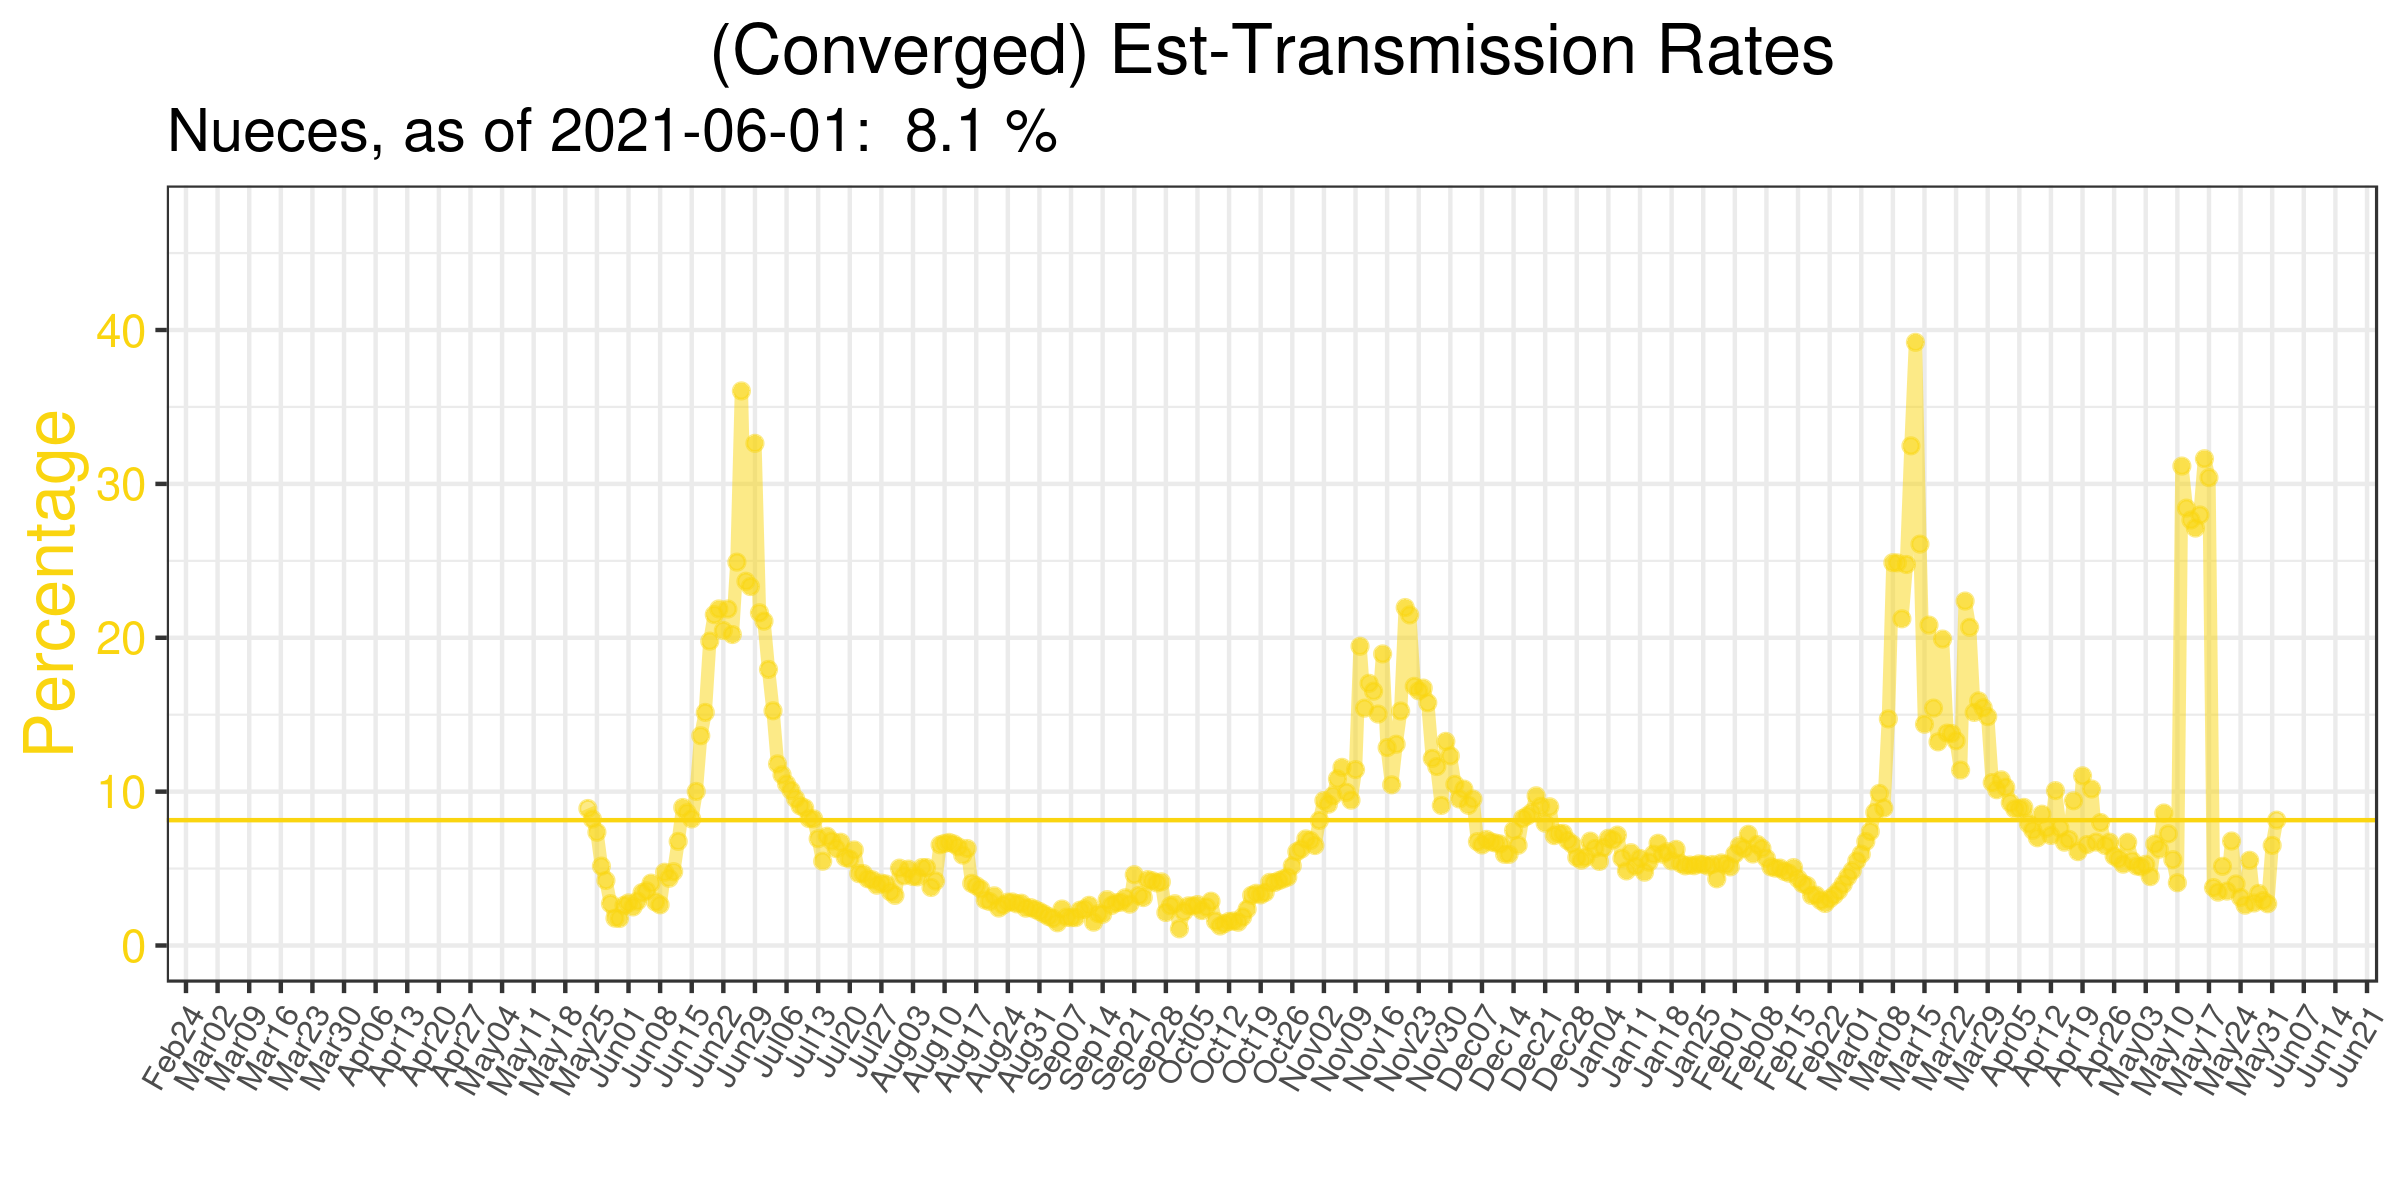 (Converged) Est-Transmission Rates
Nueces, as of 2021-06-01:  8.1 %
Percentage
40
30
20
10
0
Feb24
Mar02
Mar09
Mar16
Mar23
Mar30
Apr06
Apr13
Apr20
Apr27
May04
May11
May18
May25
Jun01
Jun08
Jun15
Jun22
Jun29
Jul06
Jul13
Jul20
Jul27
Aug03
Aug10
Aug17
Aug24
Aug31
Sep07
Sep14
Sep21
Sep28
Oct05
Oct12
Oct19
Oct26
Nov02
Nov09
Nov16
Nov23
Nov30
Dec07
Dec14
Dec21
Dec28
Jan04
Jan11
Jan18
Jan25
Feb01
Feb08
Feb15
Feb22
Mar01
Mar08
Mar15
Mar22
Mar29
Apr05
Apr12
Apr19
Apr26
May03
May10
May17
May24
May31
Jun07
Jun14
Jun21